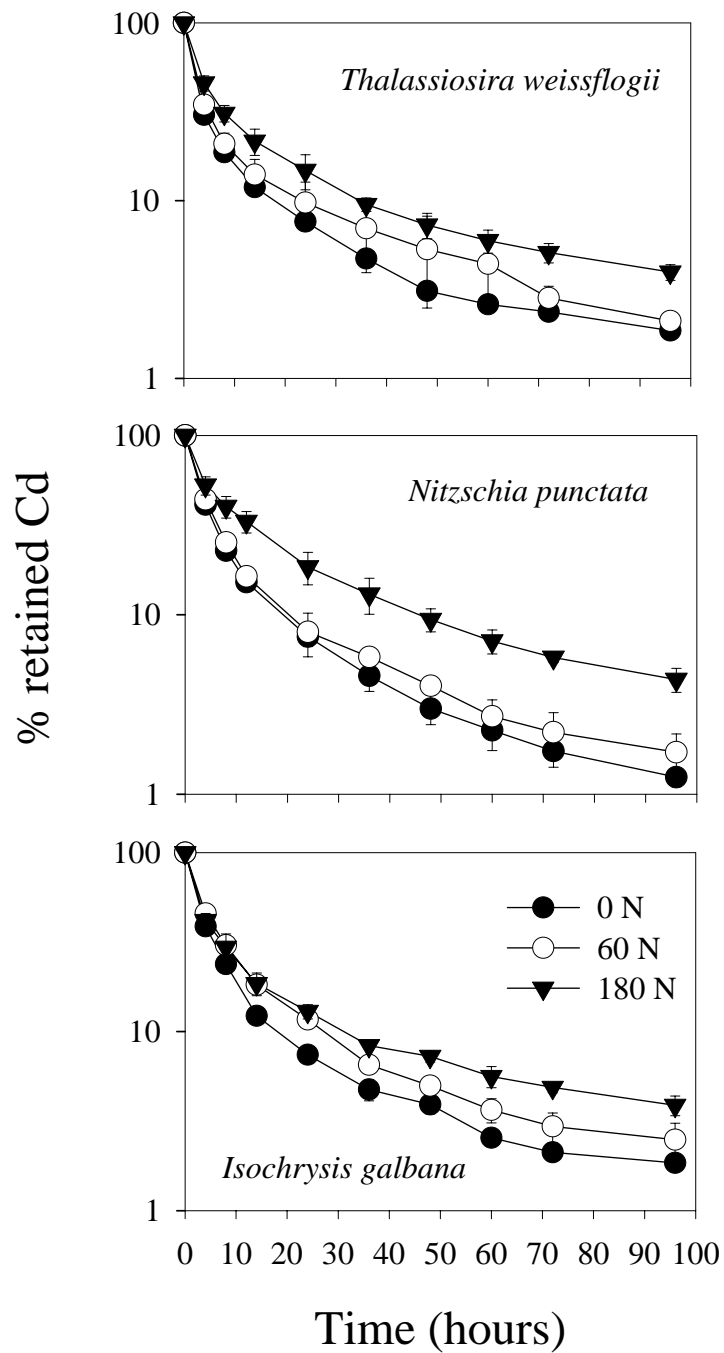 100
Thalassiosira weissflogii
10
1
100
Nitzschia punctata
% retained Cd
10
1
100
0 N
60 N
180 N
10
Isochrysis galbana
1
0 10 20 30 40 50 60 70 80 90 100
Time (hours)